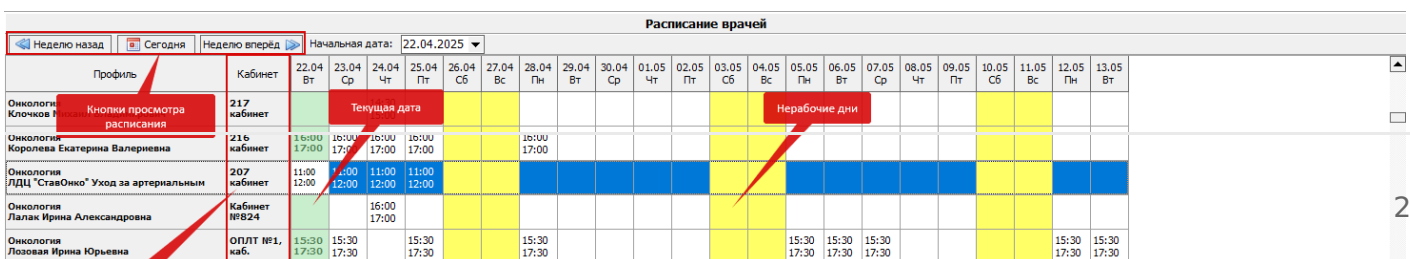 Расписание врачей
Неделю назад Сегодня Неделю вперёд Начальная дата: 22.04.2025
Профиль Кабинет 22.04 23.04 24.04 25.04 26.04 27.04 28.04 29.04 30.04 01.05 02.05 03.05 04.05 05.05 06.05 07.05 08.05 09.05 10.05 11.05 12.05 13.05
Вт Ср Чт Пт Сб Вс Пн Вт Ср Чт Пт Сб Вс Пн Вт Ср Чт Пт Сб Вс Пн Вт
Онкология 217
Клочков кабинет
Кнопки просмотра
расписания
Текущая дата
Нерабочие дни
Онкология 216 16:00 16:00 16:00 16:00 16:00
Королева Екатерина Валериевна кабинет 17:00 17:00 17:00 17:00 17:00
Онкология 207 11:00 11:00 11:00 11:00
ЛДЦ "СтавОнко" Уход за артериальным кабинет 12:00 12:00 12:00 12:00
Онкология Кабинет 16:00
Лалак Ирина Александровна №824 17:00
2
Онкология ОПЛТ №1, 15:30 15:30 15:30 15:30 15:30 15:30 15:30 15:30 15:30
Лозовая Ирина Юрьевна каб. 17:30 17:30 17:30 17:30 17:30 17:30 17:30 17:30 17:30